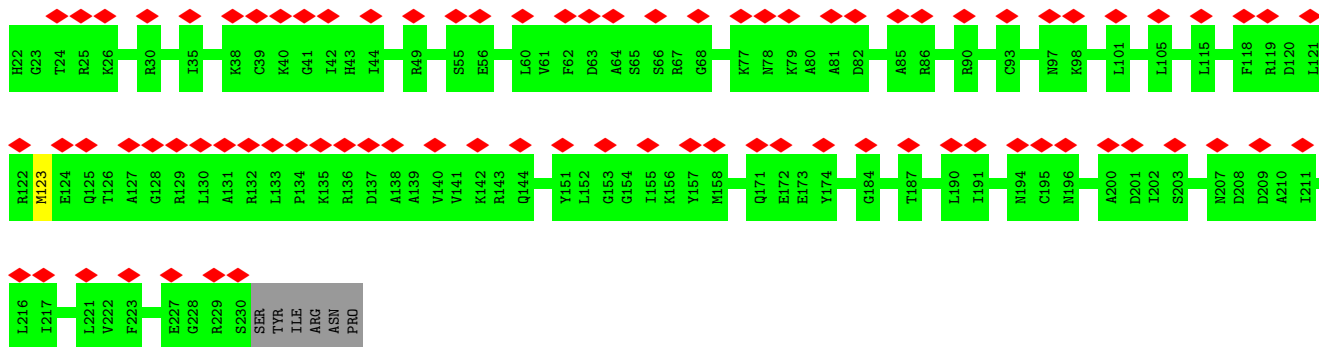 H22 G23 T24 R25 K26 R30 I35 K38 C39 K40 G41 I42 H43 I44 R49 S55 E56 L60 V61 F62 D63 A64 S65 S66 R67 G68 K77 N78 K79 A80 A81 D82 A85 R86 R90 C93 N97 K98 L101 L105 L115 F118 R119 D120 L121
R122 M123 E124 Q125 T126 A127 G128 R129 L130 A131 R132 L133 P134 K135 R136 D137 A138 A139 V140 V141 K142 R143 Q144 Y151 L152 G153 G154 I155 K156 Y157 M158 Q171 E172 E173 Y174 G184 T187 L190 I191 N194 C195 N196 A200 D201 I202 S203 N207 D208 D209 A210 I211
L216 I217 L221 V222 F223 E227 G228 R229 S230 SER TYR ILE ARG ASN PRO